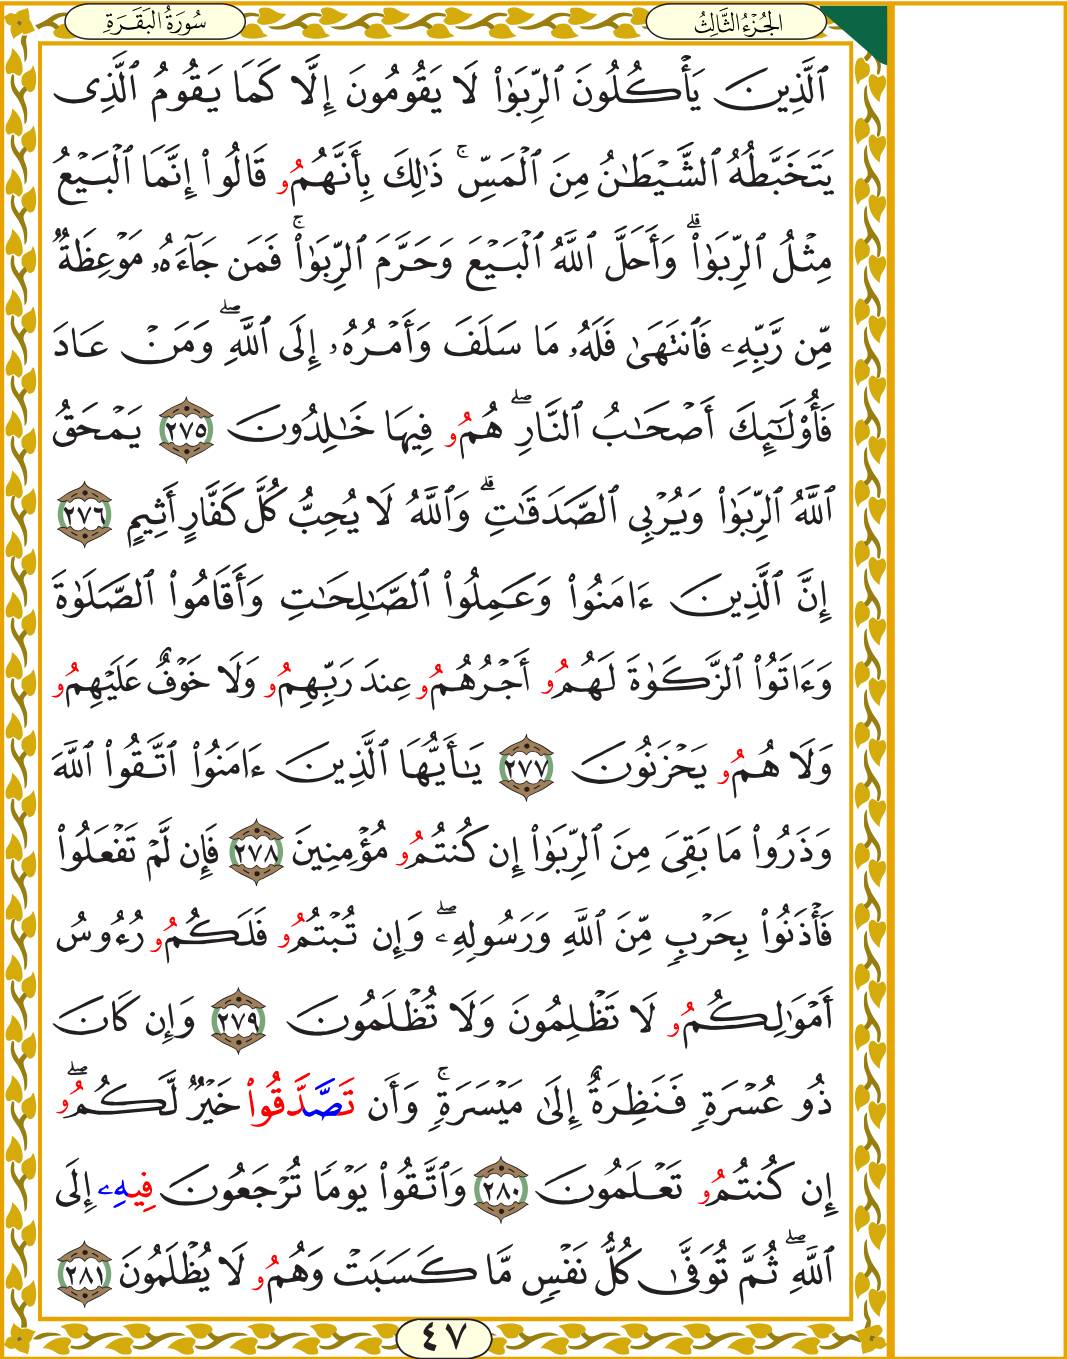 سُورَةُ البَقَرَةِ
الجُزْءُ الثَّالِثُ
ٱلَّذِينَ يَأۡكُلُونَ ٱلرِّبَوٰاْ لَا يَقُومُونَ إِلَّا كَمَا يَقُومُ ٱلَّذِي
يَتَخَبَّطُهُ ٱلشَّيۡطَٰنُ مِنَ ٱلۡمَسِّۚ ذَٰلِكَ بِأَنَّهُمُۥ قَالُوٓاْ إِنَّمَا ٱلۡبَيۡعُ
مِثۡلُ ٱلرِّبَوٰاْۗ وَأَحَلَّ ٱللَّهُ ٱلۡبَيۡعَ وَحَرَّمَ ٱلرِّبَوٰاْۚ فَمَن جَآءَهُۥ مَوۡعِظَةٞ
مِّن رَّبِّهِۦ فَٱنتَهَىٰ فَلَهُۥ مَا سَلَفَ وَأَمۡرُهُۥٓ إِلَى ٱللَّهِۖ وَمَنۡ عَادَ
فَأُوْلَٰٓئِكَ أَصۡحَٰبُ ٱلنَّارِۖ هُمُۥ فِيهَا خَٰلِدُونَ ٢٧٥ يَمۡحَقُ
ٱللَّهُ ٱلرِّبَوٰاْ وَيُرۡبِي ٱلصَّدَقَٰتِۗ وَٱللَّهُ لَا يُحِبُّ كُلَّ كَفَّارٍ أَثِيمٍ ٢٧٦
إِنَّ ٱلَّذِينَ ءَامَنُواْ وَعَمِلُواْ ٱلصَّٰلِحَٰتِ وَأَقَامُواْ ٱلصَّلَوٰةَ
وَءَاتَوُاْ ٱلزَّكَوٰةَ لَهُمُۥ أَجۡرُهُمُۥ عِندَ رَبِّهِمُۥ وَلَا خَوۡفٌ عَلَيۡهِمُۥ
وَلَا هُمُۥ يَحۡزَنُونَ ٢٧٧ يَٰٓأَيُّهَا ٱلَّذِينَ ءَامَنُواْ ٱتَّقُواْ ٱللَّهَ
وَذَرُواْ مَا بَقِيَ مِنَ ٱلرِّبَوٰٓاْ إِن كُنتُمُۥ مُؤۡمِنِينَ ٢٧٨ فَإِن لَّمۡ تَفۡعَلُواْ
فَأۡذَنُواْ بِحَرۡبٖ مِّنَ ٱللَّهِ وَرَسُولِهِۦۖ وَإِن تُبۡتُمُۥ فَلَكُمُۥ رُءُوسُ
أَمۡوَٰلِكُمُۥ لَا تَظۡلِمُونَ وَلَا تُظۡلَمُونَ ٢٧٩ وَإِن كَانَ
ذُو عُسۡرَةٖ فَنَظِرَةٌ إِلَىٰ مَيۡسَرَةٖۚ وَأَن تَصَّدَّقُواْ خَيۡرٞ لَّكُمُۥٓۖ
إِن كُنتُمُۥ تَعۡلَمُونَ ٢٨٠ وَٱتَّقُواْ يَوۡمٗا تُرۡجَعُونَ فِيهِۦٓ إِلَى
ٱللَّهِۖ ثُمَّ تُوَفَّىٰ كُلُّ نَفۡسٖ مَّا كَسَبَتۡ وَهُمُۥ لَا يُظۡلَمُونَ ٢٨١
٤٧